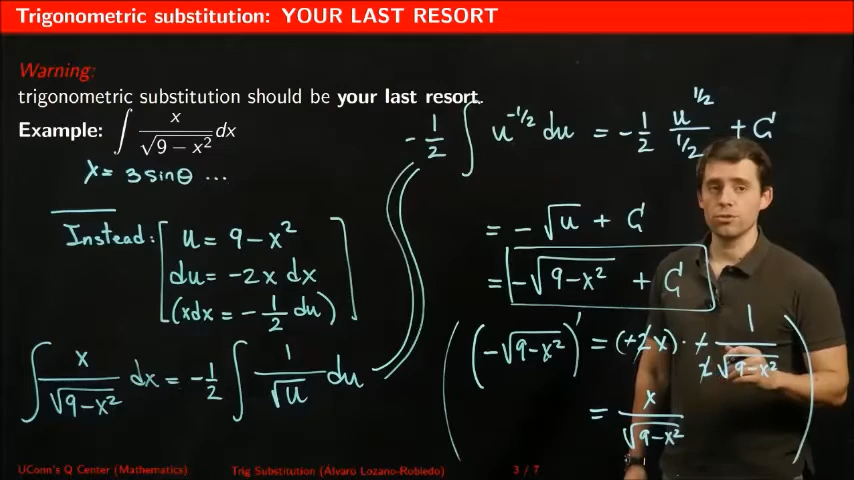 Trigonometric substitution: YOUR LAST RESORT
Warning:
trigonometric substitution should be your last resort.
Example: ∫ x/√(9 − x²) dx
x = 3 sinθ ...
Instead: [ u = 9 − x²
du = −2x dx
(xdx = −1/2 du) ]
∫ x/√(9−x²) dx = −1/2 ∫ 1/√u du
−1/2 ∫ u^(−1/2) du = −1/2 u^(1/2)/(1/2) + C
= −√u + C
= −√(9−x²) + C
( (−√(9−x²))' = (+2x) · + 1/(2√(9−x²))
= x/√(9−x²) )
UConn's Q Center (Mathematics)
Trig Substitution (Álvaro Lozano-Robledo)
3 / 7